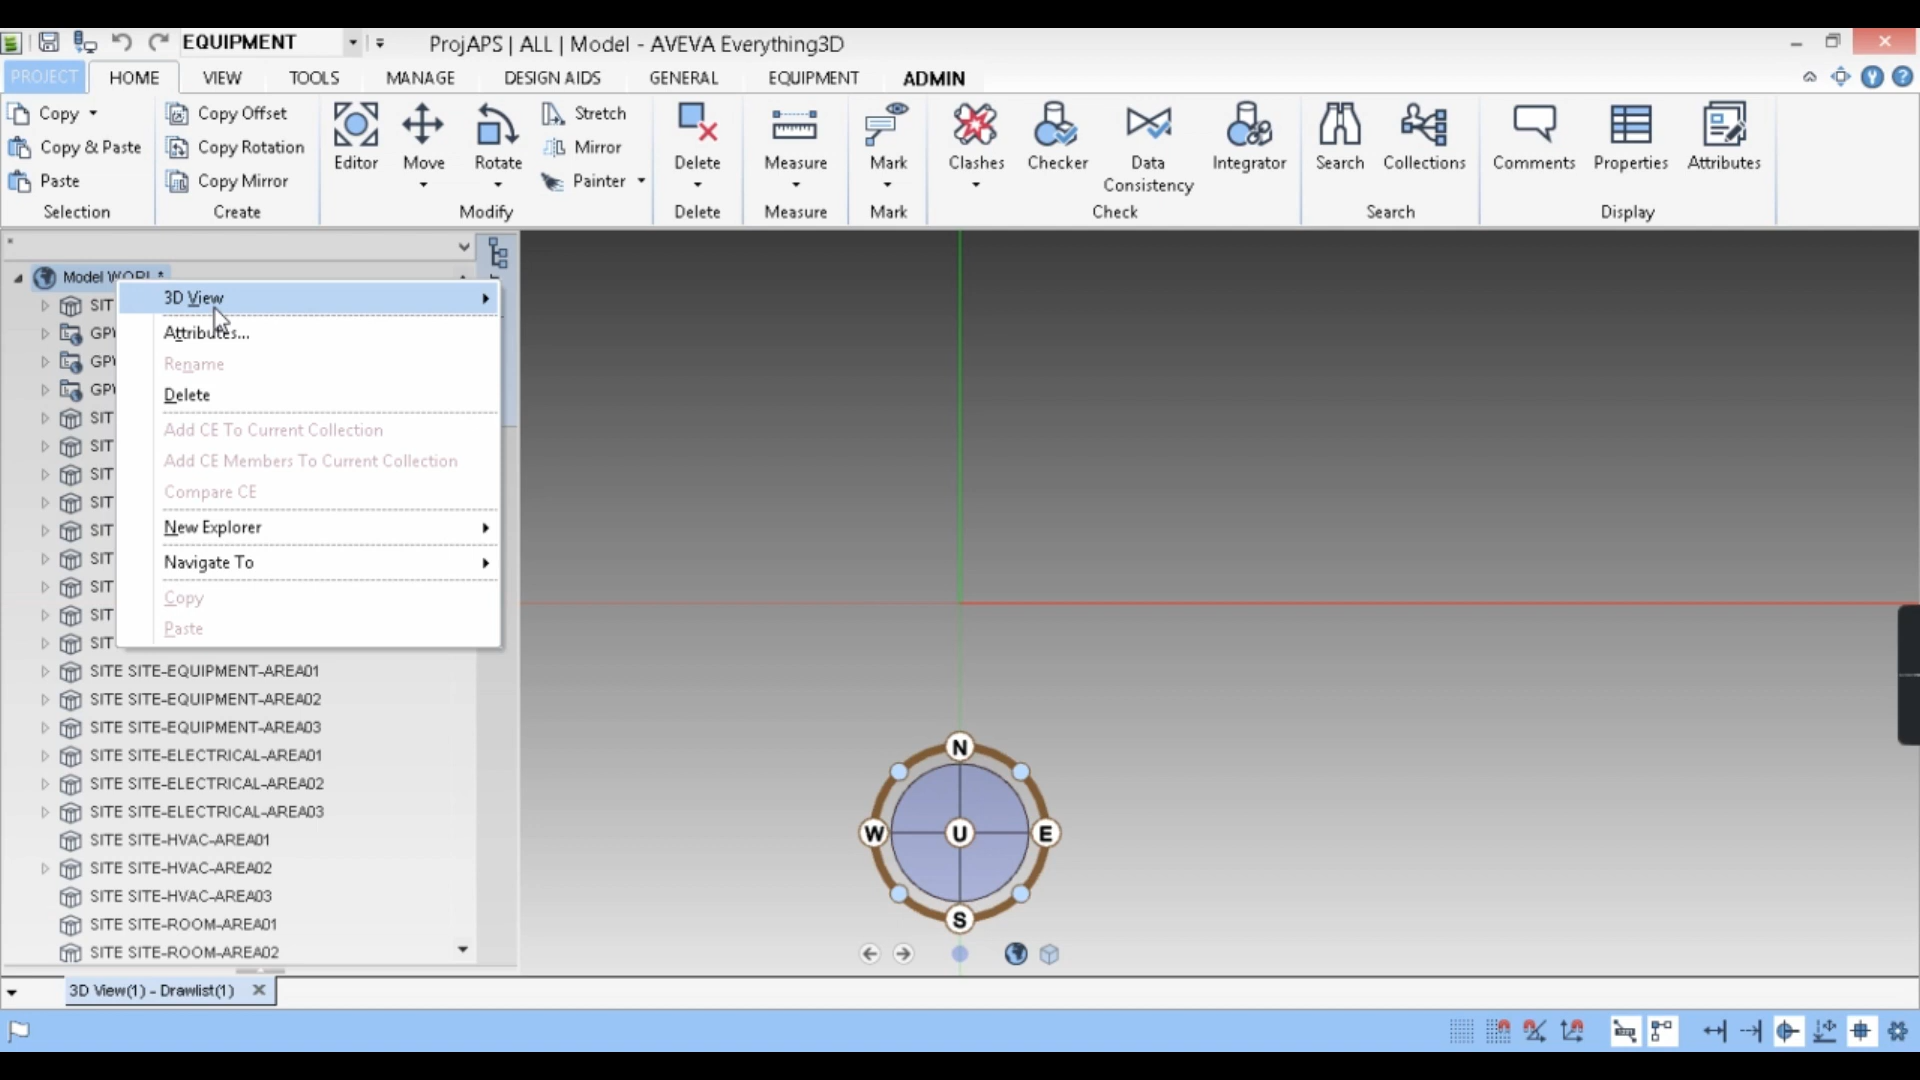 EQUIPMENT
ProjAPS | ALL | Model - AVEVA Everything3D
PROJECT HOME VIEW TOOLS MANAGE DESIGN AIDS GENERAL EQUIPMENT ADMIN
Copy
Copy & Paste
Paste
Selection
Copy Offset
Copy Rotation
Copy Mirror
Create
Editor
Move
Rotate
Stretch
Mirror
Painter
Modify
Delete
Delete
Measure
Measure
Mark
Mark
Clashes
Checker
Data
Consistency
Integrator
Check
Search
Collections
Search
Comments
Properties
Attributes
Display
Model WORL*
SIT
GPV
GPV
GPV
SIT
SIT
SIT
SIT
SIT
SIT
SIT
SIT
SIT
3D View
Attributes...
Rename
Delete
Add CE To Current Collection
Add CE Members To Current Collection
Compare CE
New Explorer
Navigate To
Copy
Paste
SITE SITE-EQUIPMENT-AREA01
SITE SITE-EQUIPMENT-AREA02
SITE SITE-EQUIPMENT-AREA03
SITE SITE-ELECTRICAL-AREA01
SITE SITE-ELECTRICAL-AREA02
SITE SITE-ELECTRICAL-AREA03
SITE SITE-HVAC-AREA01
SITE SITE-HVAC-AREA02
SITE SITE-HVAC-AREA03
SITE SITE-ROOM-AREA01
SITE SITE-ROOM-AREA02
N
W U E
S
3D View(1) - Drawlist(1)